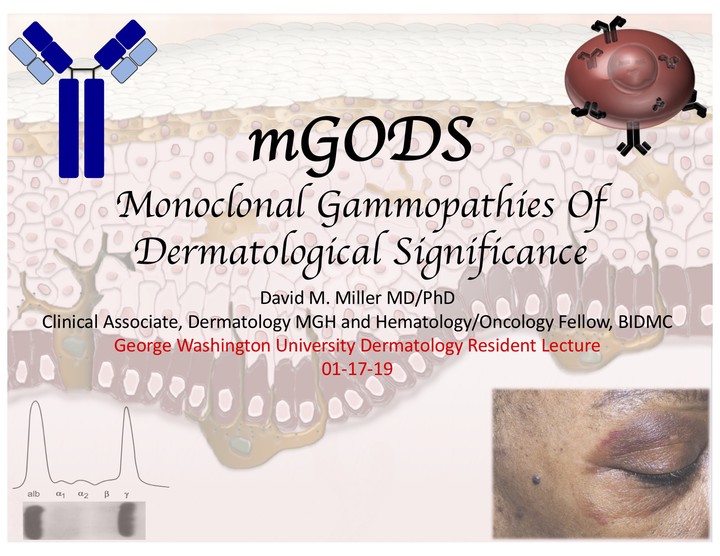 mGODS
Monoclonal Gammopathies Of
Dermatological Significance
David M. Miller MD/PhD
Clinical Associate, Dermatology MGH and Hematology/Oncology Fellow, BIDMC
George Washington University Dermatology Resident Lecture
01-17-19
alb α1 α2 β γ